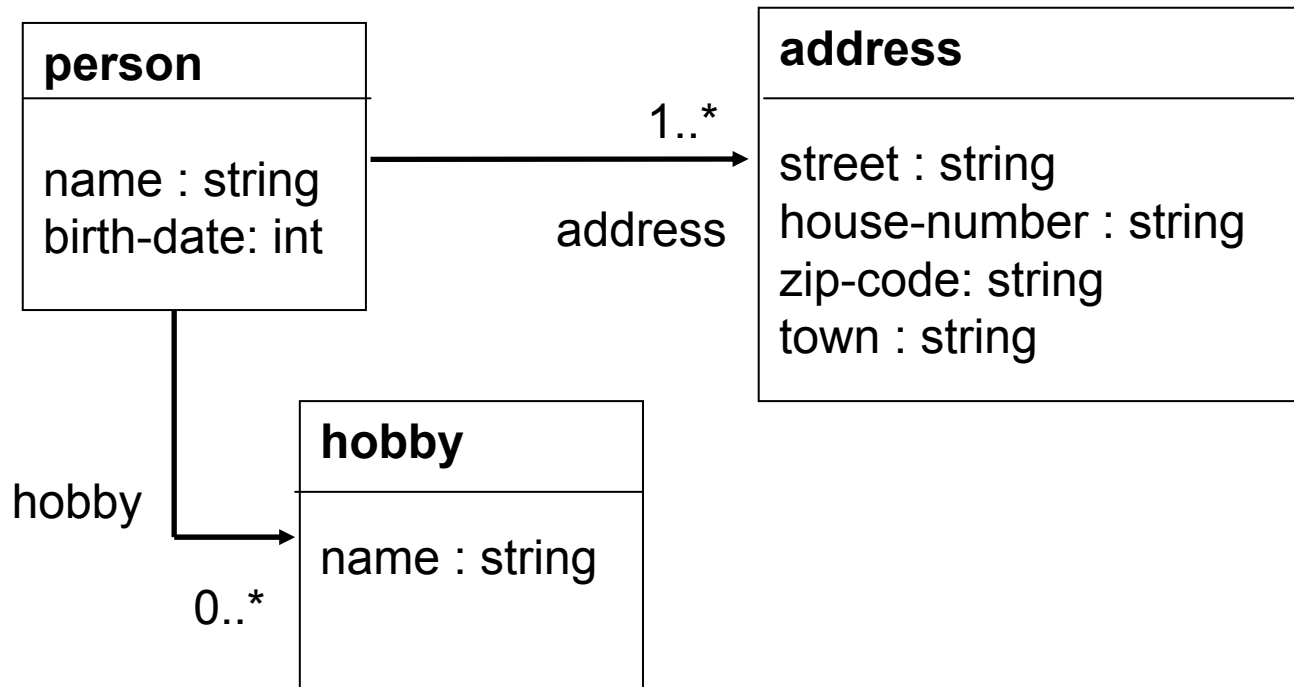 person
name : string
birth-date: int
1..*
address
address
street : string
house-number : string
zip-code: string
town : string
hobby
0..*
hobby
name : string